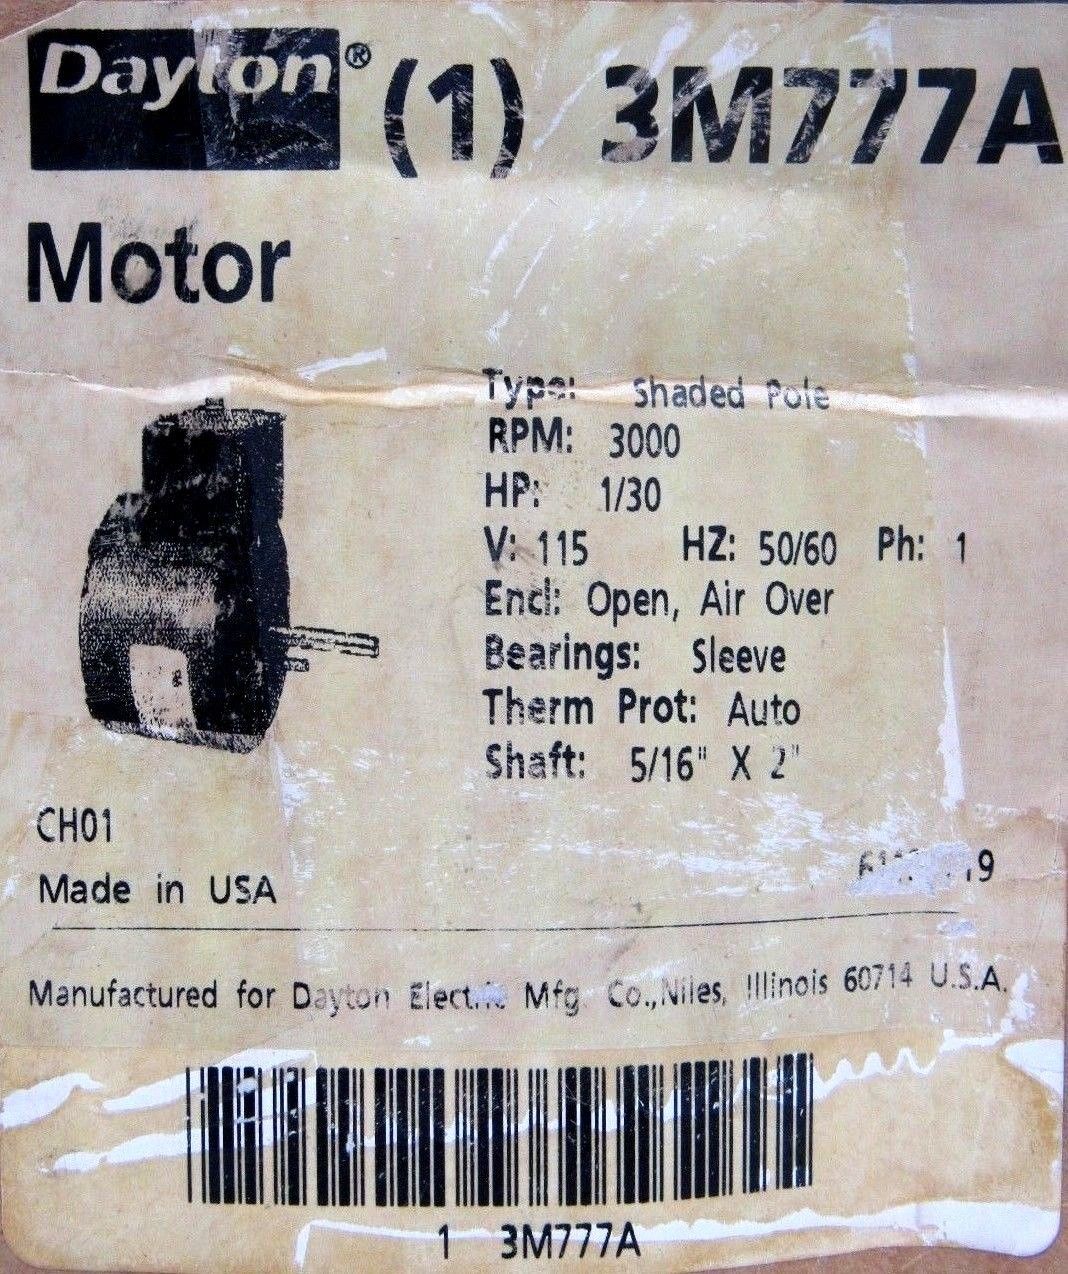 Dayton® (1) 3M777A
Motor
Type: Shaded Pole
RPM: 3000
HP: 1/30
V: 115 HZ: 50/60 Ph: 1
Encl: Open, Air Over
Bearings: Sleeve
Therm Prot: Auto
Shaft: 5/16" X 2"
CH01
Made in USA
Manufactured for Dayton Electric Mfg. Co., Niles, Illinois 60714 U.S.A.
1 3M777A